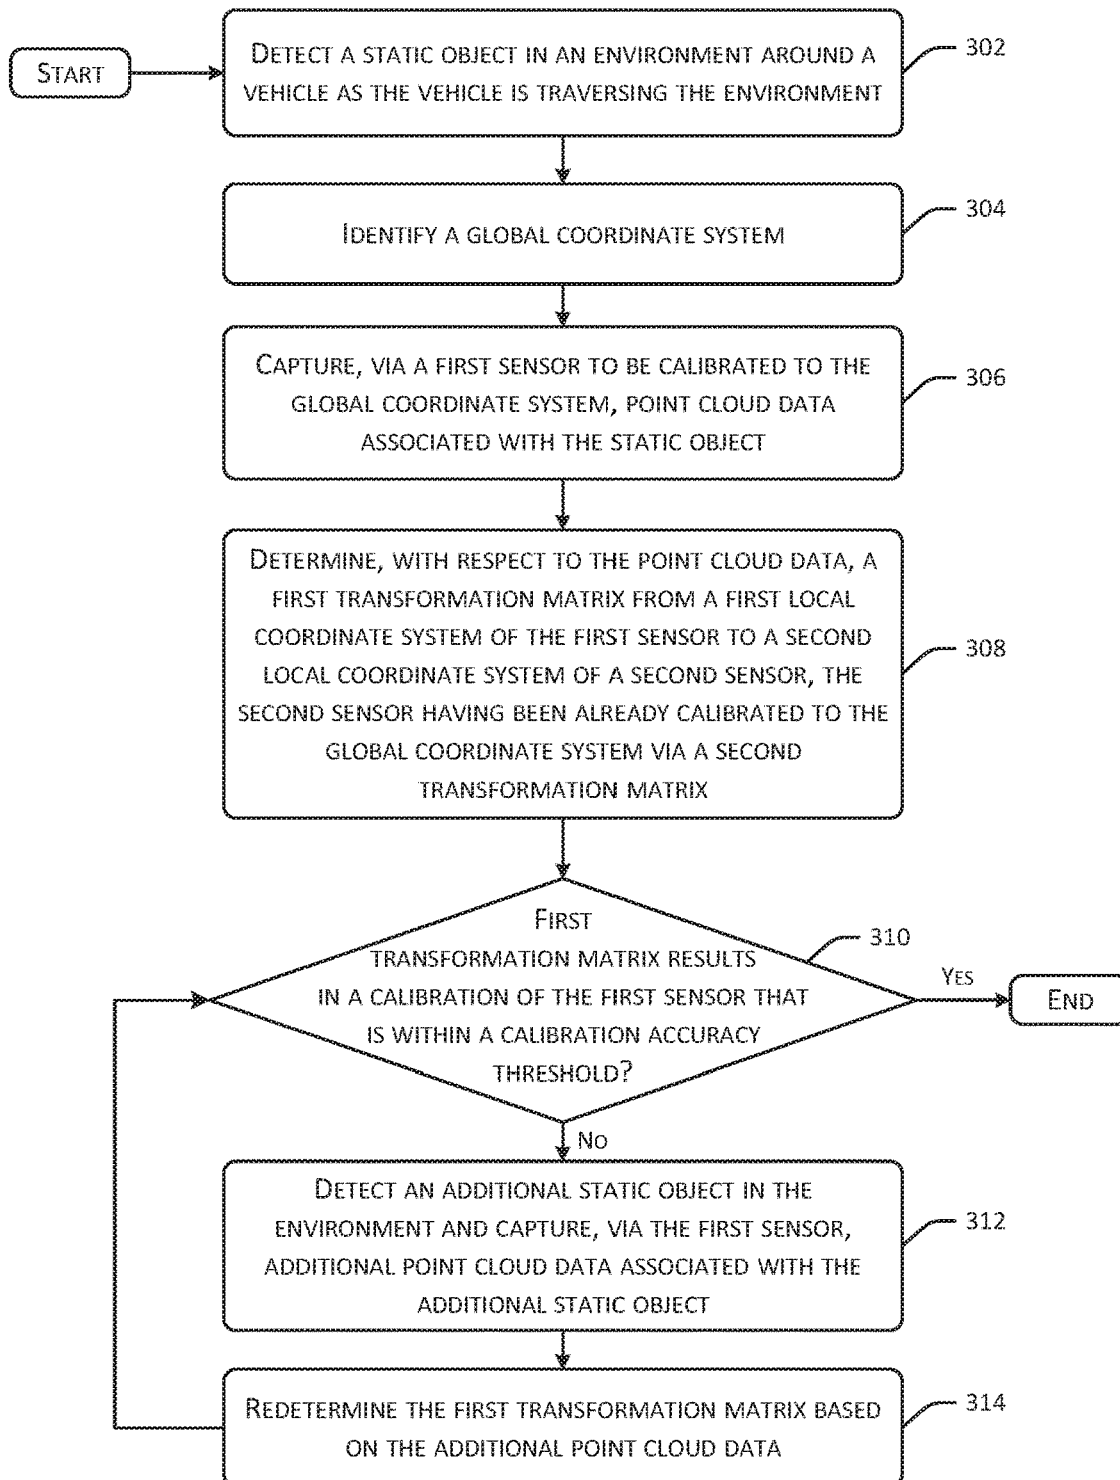 START
DETECT A STATIC OBJECT IN AN ENVIRONMENT AROUND A
VEHICLE AS THE VEHICLE IS TRAVERSING THE ENVIRONMENT
302
IDENTIFY A GLOBAL COORDINATE SYSTEM
304
CAPTURE, VIA A FIRST SENSOR TO BE CALIBRATED TO THE
GLOBAL COORDINATE SYSTEM, POINT CLOUD DATA
ASSOCIATED WITH THE STATIC OBJECT
306
DETERMINE, WITH RESPECT TO THE POINT CLOUD DATA, A
FIRST TRANSFORMATION MATRIX FROM A FIRST LOCAL
COORDINATE SYSTEM OF THE FIRST SENSOR TO A SECOND
LOCAL COORDINATE SYSTEM OF A SECOND SENSOR, THE
SECOND SENSOR HAVING BEEN ALREADY CALIBRATED TO THE
GLOBAL COORDINATE SYSTEM VIA A SECOND
TRANSFORMATION MATRIX
308
FIRST
TRANSFORMATION MATRIX RESULTS
IN A CALIBRATION OF THE FIRST SENSOR THAT
IS WITHIN A CALIBRATION ACCURACY
THRESHOLD?
310
YES
END
NO
DETECT AN ADDITIONAL STATIC OBJECT IN THE
ENVIRONMENT AND CAPTURE, VIA THE FIRST SENSOR,
ADDITIONAL POINT CLOUD DATA ASSOCIATED WITH THE
ADDITIONAL STATIC OBJECT
312
REDETERMINE THE FIRST TRANSFORMATION MATRIX BASED
ON THE ADDITIONAL POINT CLOUD DATA
314